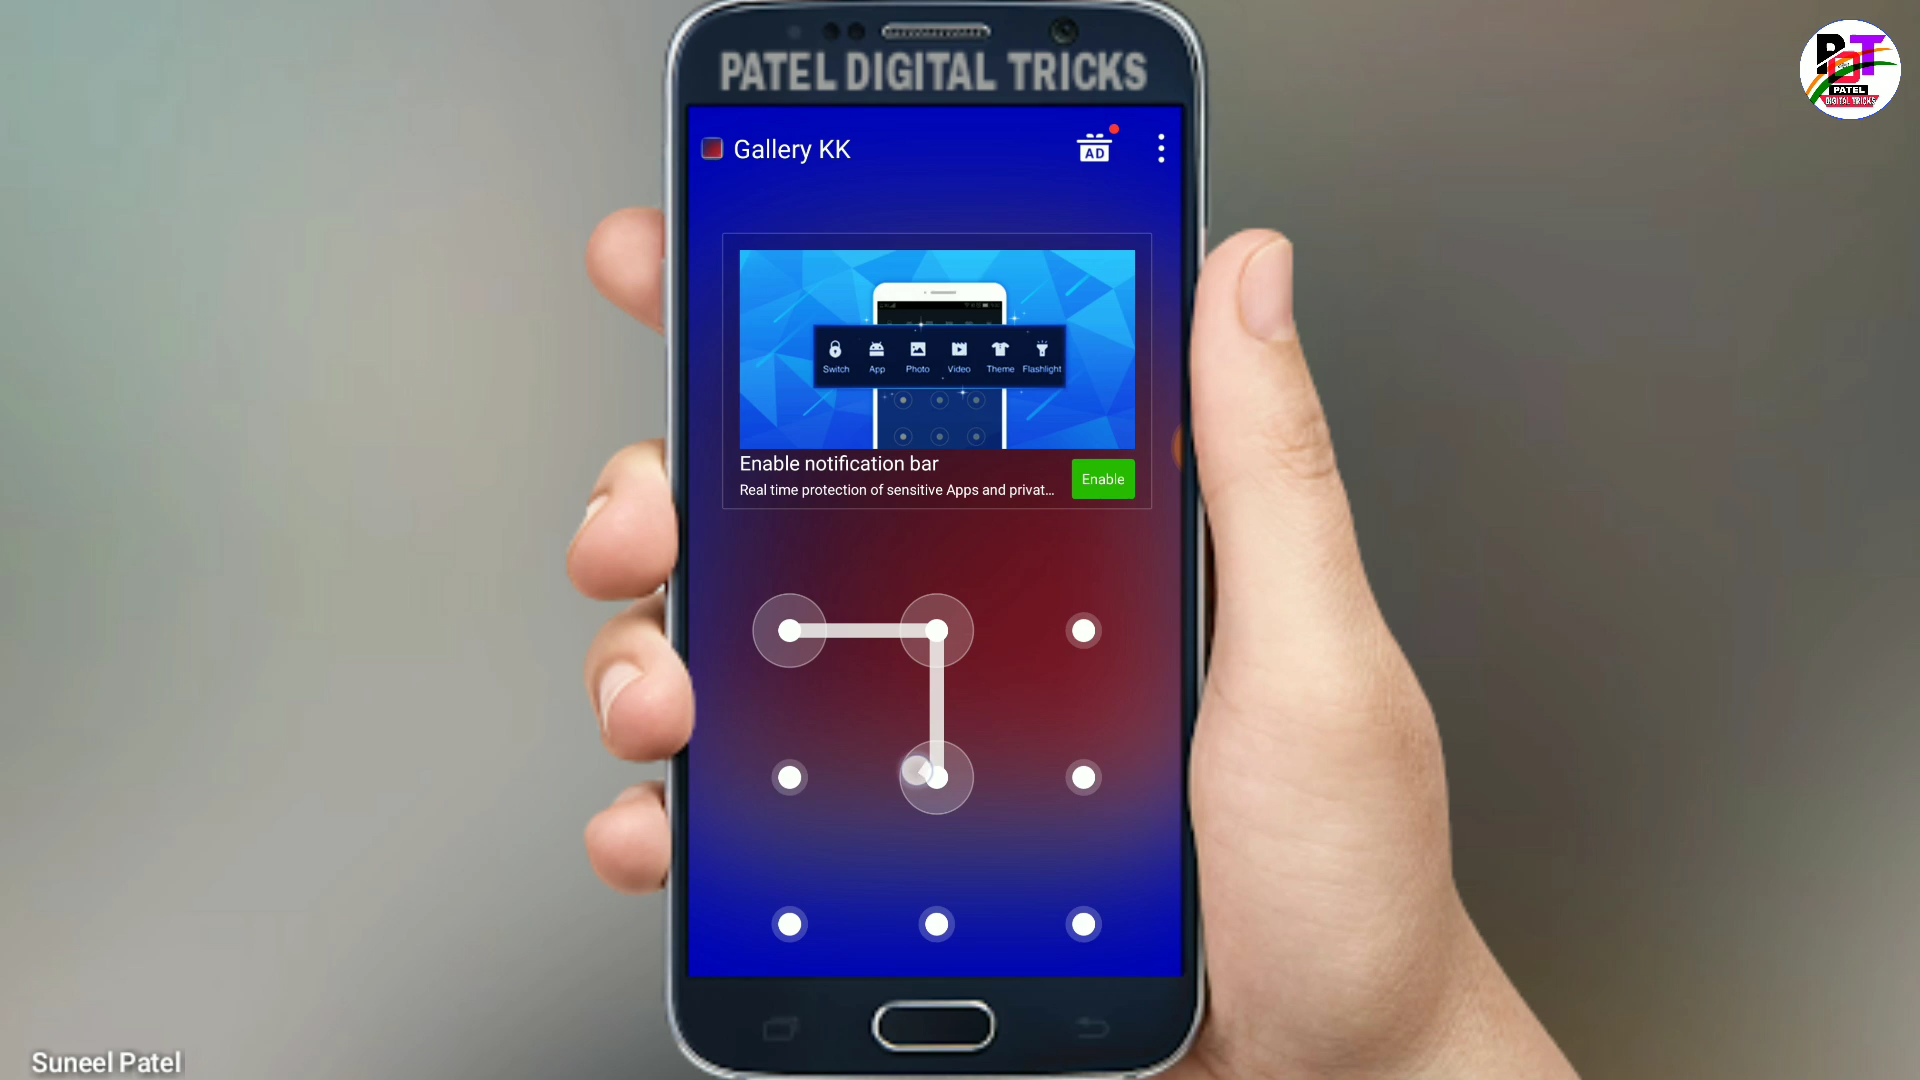 PATEL DIGITAL TRICKS
PDT
PATEL
DIGITAL TRICKS
Gallery KK
AD
Switch App Photo Video Theme Flashlight
Enable notification bar
Real time protection of sensitive Apps and privat...
Enable
Suneel Patel